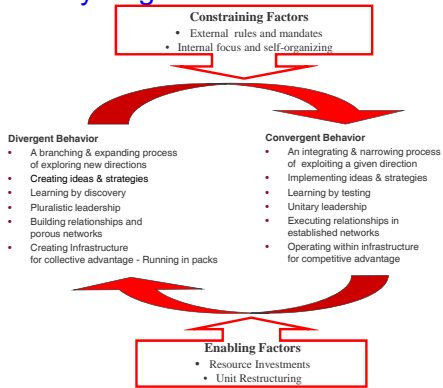 Constraining Factors
• External rules and mandates
• Internal focus and self-organizing
Divergent Behavior
• A branching & expanding process
of exploring new directions
• Creating ideas & strategies
• Learning by discovery
• Pluralistic leadership
• Building relationships and
porous networks
• Creating Infrastructure
for collective advantage - Running in packs
Convergent Behavior
• An integrating & narrowing process
of exploiting a given direction
• Implementing ideas & strategies
• Learning by testing
• Unitary leadership
• Executing relationships in
established networks
• Operating within infrastructure
for competitive advantage
Enabling Factors
• Resource Investments
• Unit Restructuring